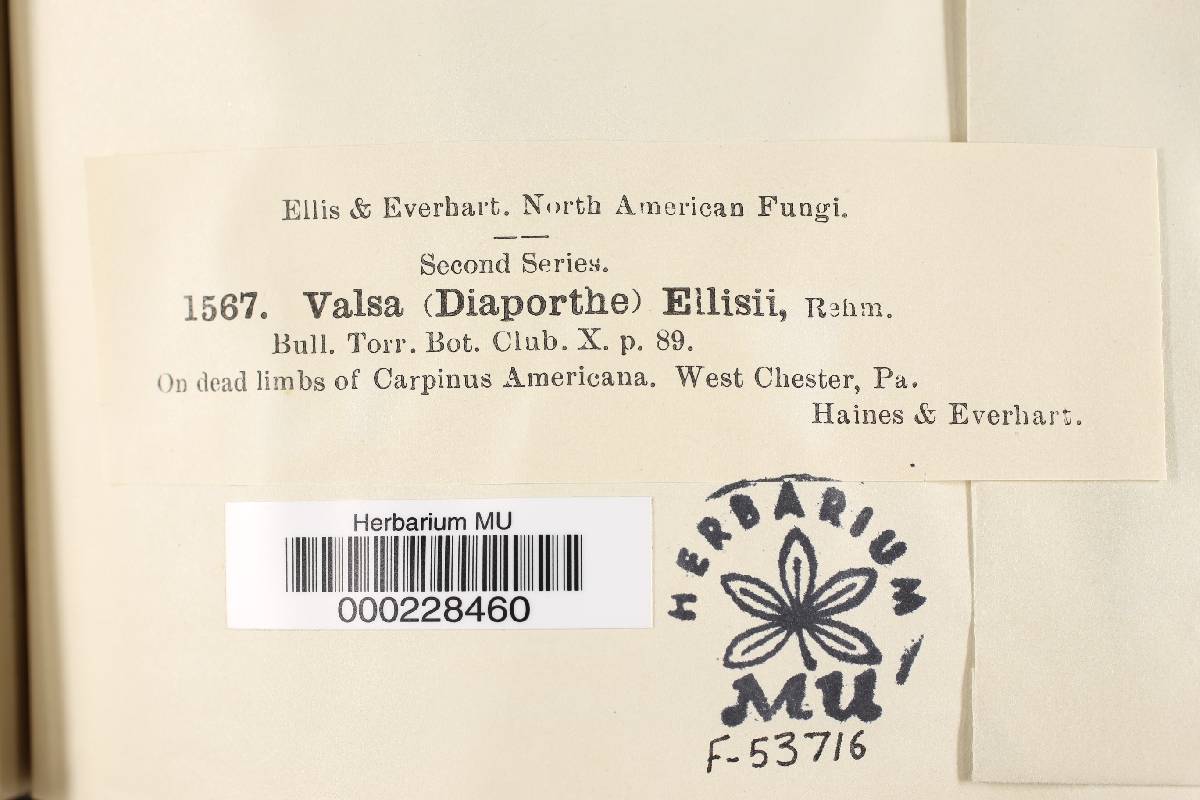 Ellis & Everhart. North American Fungi.
Second Series.
1567. Valsa (Diaporthe) Ellisii, Rehm.
Bull. Torr. Bot. Club. X. p. 89.
On dead limbs of Carpinus Americana. West Chester, Pa.
Haines & Everhart.
Herbarium MU
000228460
HERBARIUM
MU
F-53716